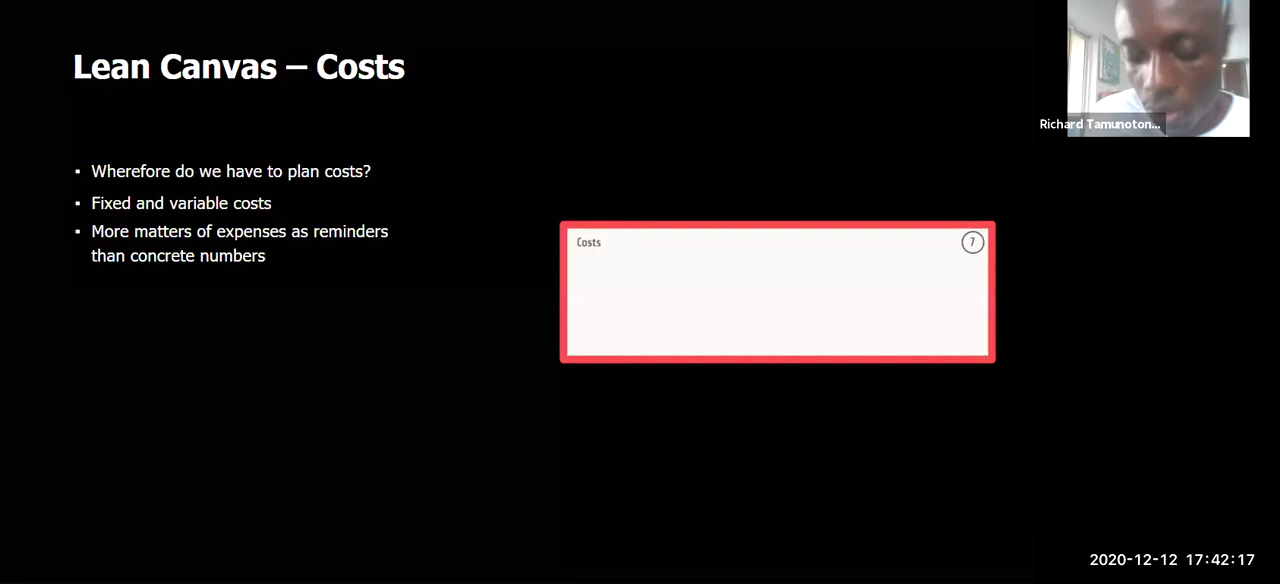 Lean Canvas – Costs
Richard Tamunoton...
▪ Wherefore do we have to plan costs?
▪ Fixed and variable costs
▪ More matters of expenses as reminders
than concrete numbers
Costs
7
2020-12-12 17:42:17